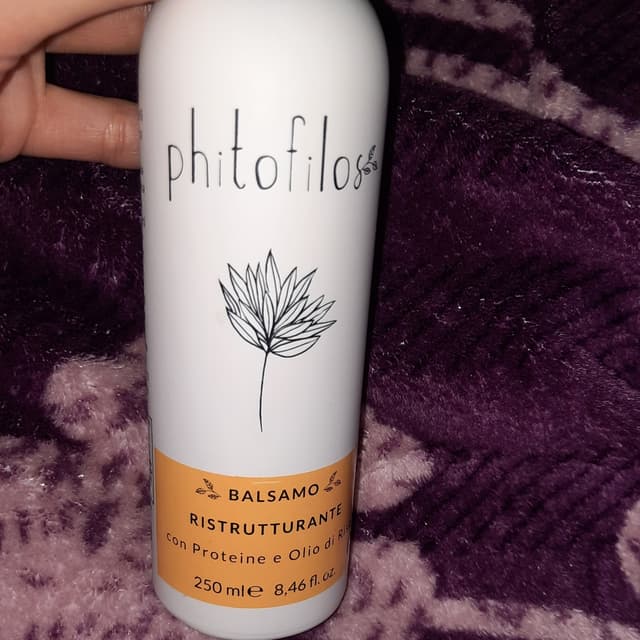 phitofilos
BALSAMO
RISTRUTTURANTE
con Proteine e Olio di
250 ml ℮ 8,46 fl. oz.